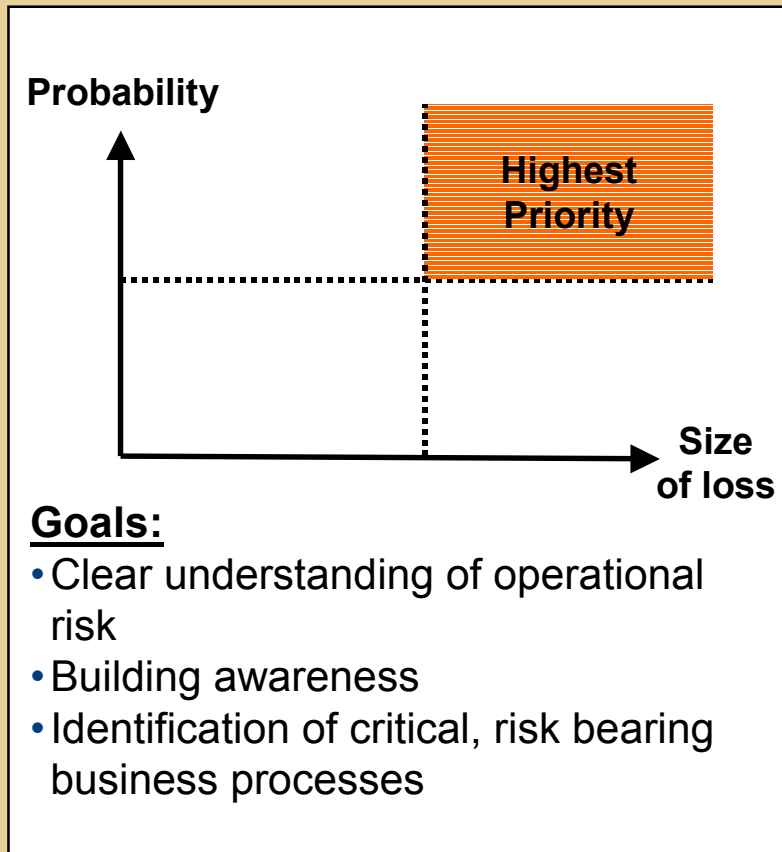 Probability
Highest
Priority
Size
of loss
Goals:
•Clear understanding of operational
risk
•Building awareness
•Identification of critical, risk bearing
business processes